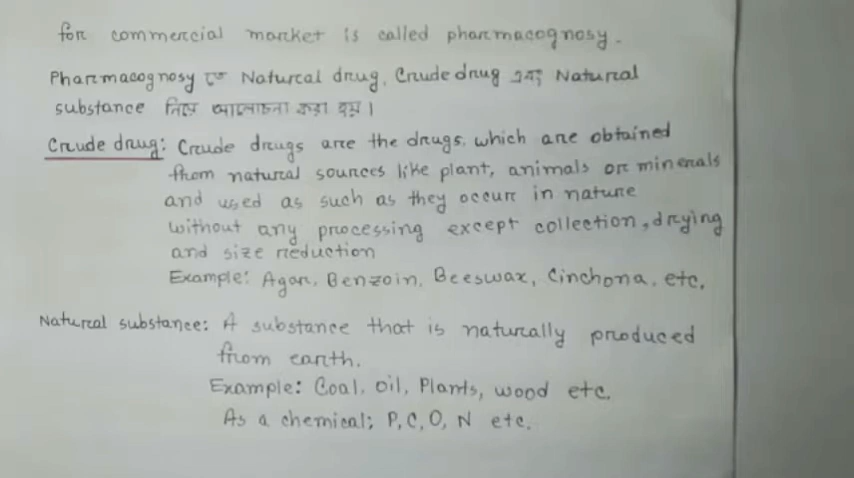 for commercial market is called pharmacognosy.
Pharmacognosy তে Natural drug, Crude drug এবং Natural
substance নিয়ে আলোচনা করা হয়।
Crude drug: Crude drugs are the drugs, which are obtained
from natural sources like plant, animals or minerals
and used as such as they occur in nature
without any processing except collection, drying
and size reduction
Example: Agar, Benzoin, Beeswax, Cinchona, etc.
Natural substance: A substance that is naturally produced
from earth.
Example: Coal, oil, Plants, wood etc.
As a chemical; P, C, O, N etc.